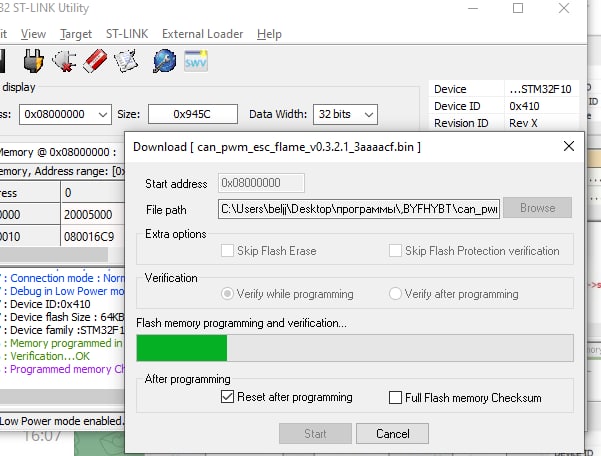 32 ST-LINK Utility
it View Target ST-LINK External Loader Help
SWV
display
ss: 0x08000000 Size: 0x945C Data Width: 32 bits
Device ...STM32F10
Device ID 0x410
Revision ID Rev X
Memory @ 0x08000000 :
emory, Address range: [0x
ress 0
0000 20005000
0010 080016C9
: Connection mode : Norm
: Debug in Low Power mo
: Device ID:0x410
: Device flash Size : 64KB
: Device family :STM32F1
: Memory programmed in
: Verification...OK
: Programmed memory Ch
Low Power mode enabled.
16:07
Download [ can_pwm_esc_flame_v0.3.2.1_3aaaacf.bin ]
Start address 0x08000000
File path C:\Users\belij\Desktop\программы\,BYFHYBT\can_pw
Browse
Extra options
Skip Flash Erase Skip Flash Protection verification
Verification
Verify while programming Verify after programming
Flash memory programming and verification...
After programming
Reset after programming Full Flash memory Checksum
Start Cancel